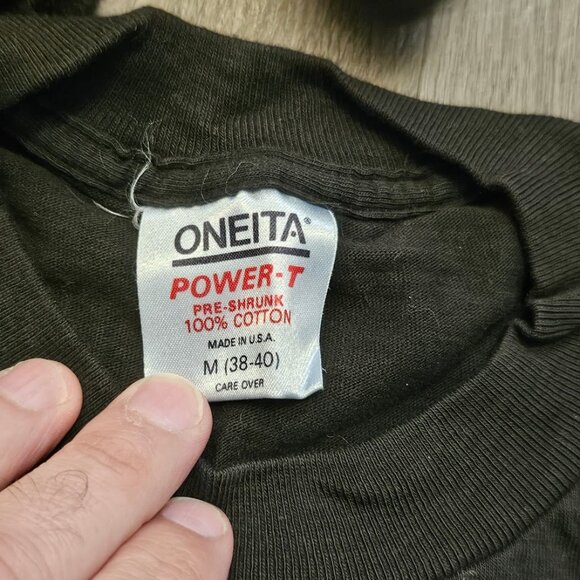 ONEITA®
POWER-T
PRE-SHRUNK
100% COTTON
MADE IN U.S.A.
M (38-40)
CARE OVER